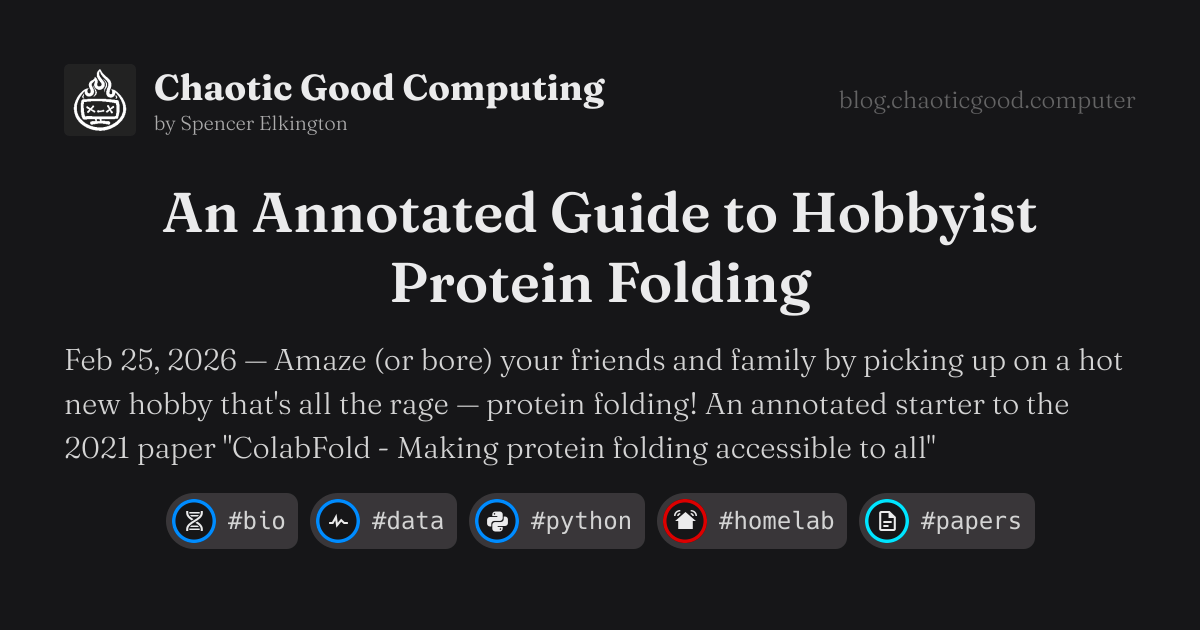 Chaotic Good Computing
by Spencer Elkington
blog.chaoticgood.computer
An Annotated Guide to Hobbyist
Protein Folding
Feb 25, 2026 — Amaze (or bore) your friends and family by picking up on a hot
new hobby that's all the rage — protein folding! An annotated starter to the
2021 paper "ColabFold - Making protein folding accessible to all"
#bio #data #python #homelab #papers